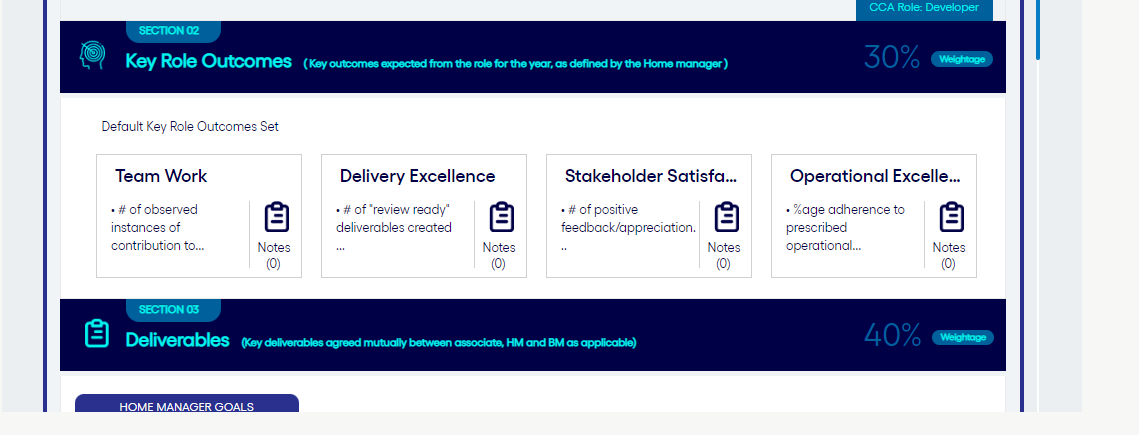 CCA Role: Developer
SECTION 02
Key Role Outcomes ( Key outcomes expected from the role for the year, as defined by the Home manager )
30% Weightage
Default Key Role Outcomes Set
Team Work
• # of observed
instances of
contribution to...
Notes
(0)
Delivery Excellence
• # of "review ready"
deliverables created
...
Notes
(0)
Stakeholder Satisfa...
• # of positive
feedback/appreciation.
..
Notes
(0)
Operational Excelle...
• %age adherence to
prescribed
operational...
Notes
(0)
SECTION 03
Deliverables (Key deliverables agreed mutually between associate, HM and BM as applicable)
40% Weightage
HOME MANAGER GOALS